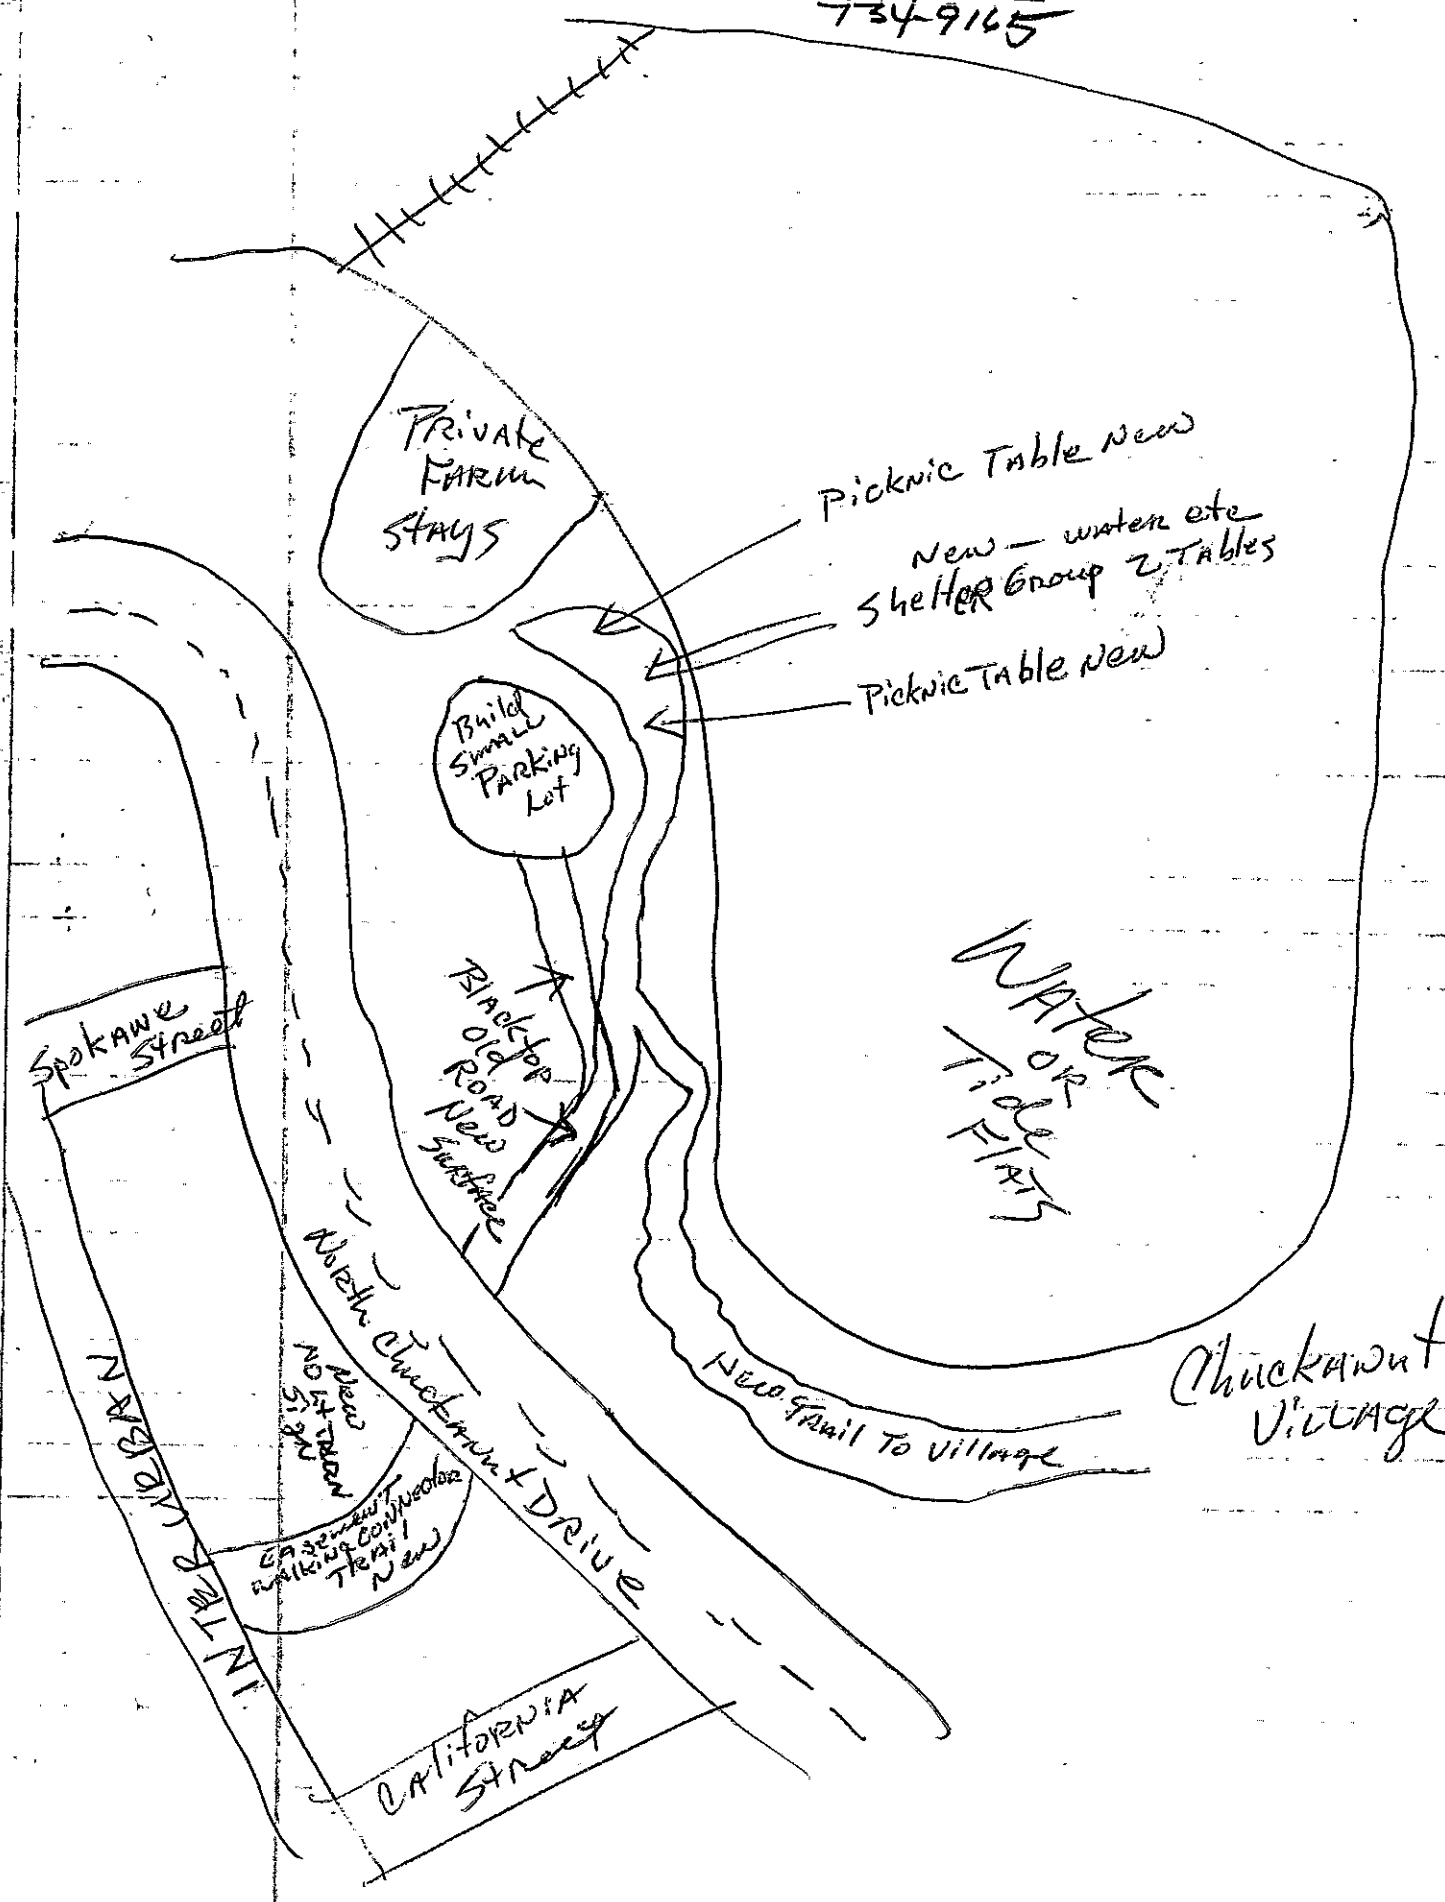 734-9165
PRivate
FARM
StAyS
Picknic TAble New
New — water etc
ShelteR GRoup 2 TAbles
Picknic TAble New
Build
SmALL
PARKiNg
Lot
BlAcktop
Old
ROAD
New
SuRfAce
WAteR
OR
Tide
FlATS
SpokANe
StReet
NoRth ChuckANut DRive
New
Sign
EAsement
WAlkiNg CONNectoR
TRAil
New
INTER URBAN
New TRAil To VillAge
ChuckANut
VillAge
CAlifoRNiA
StReet